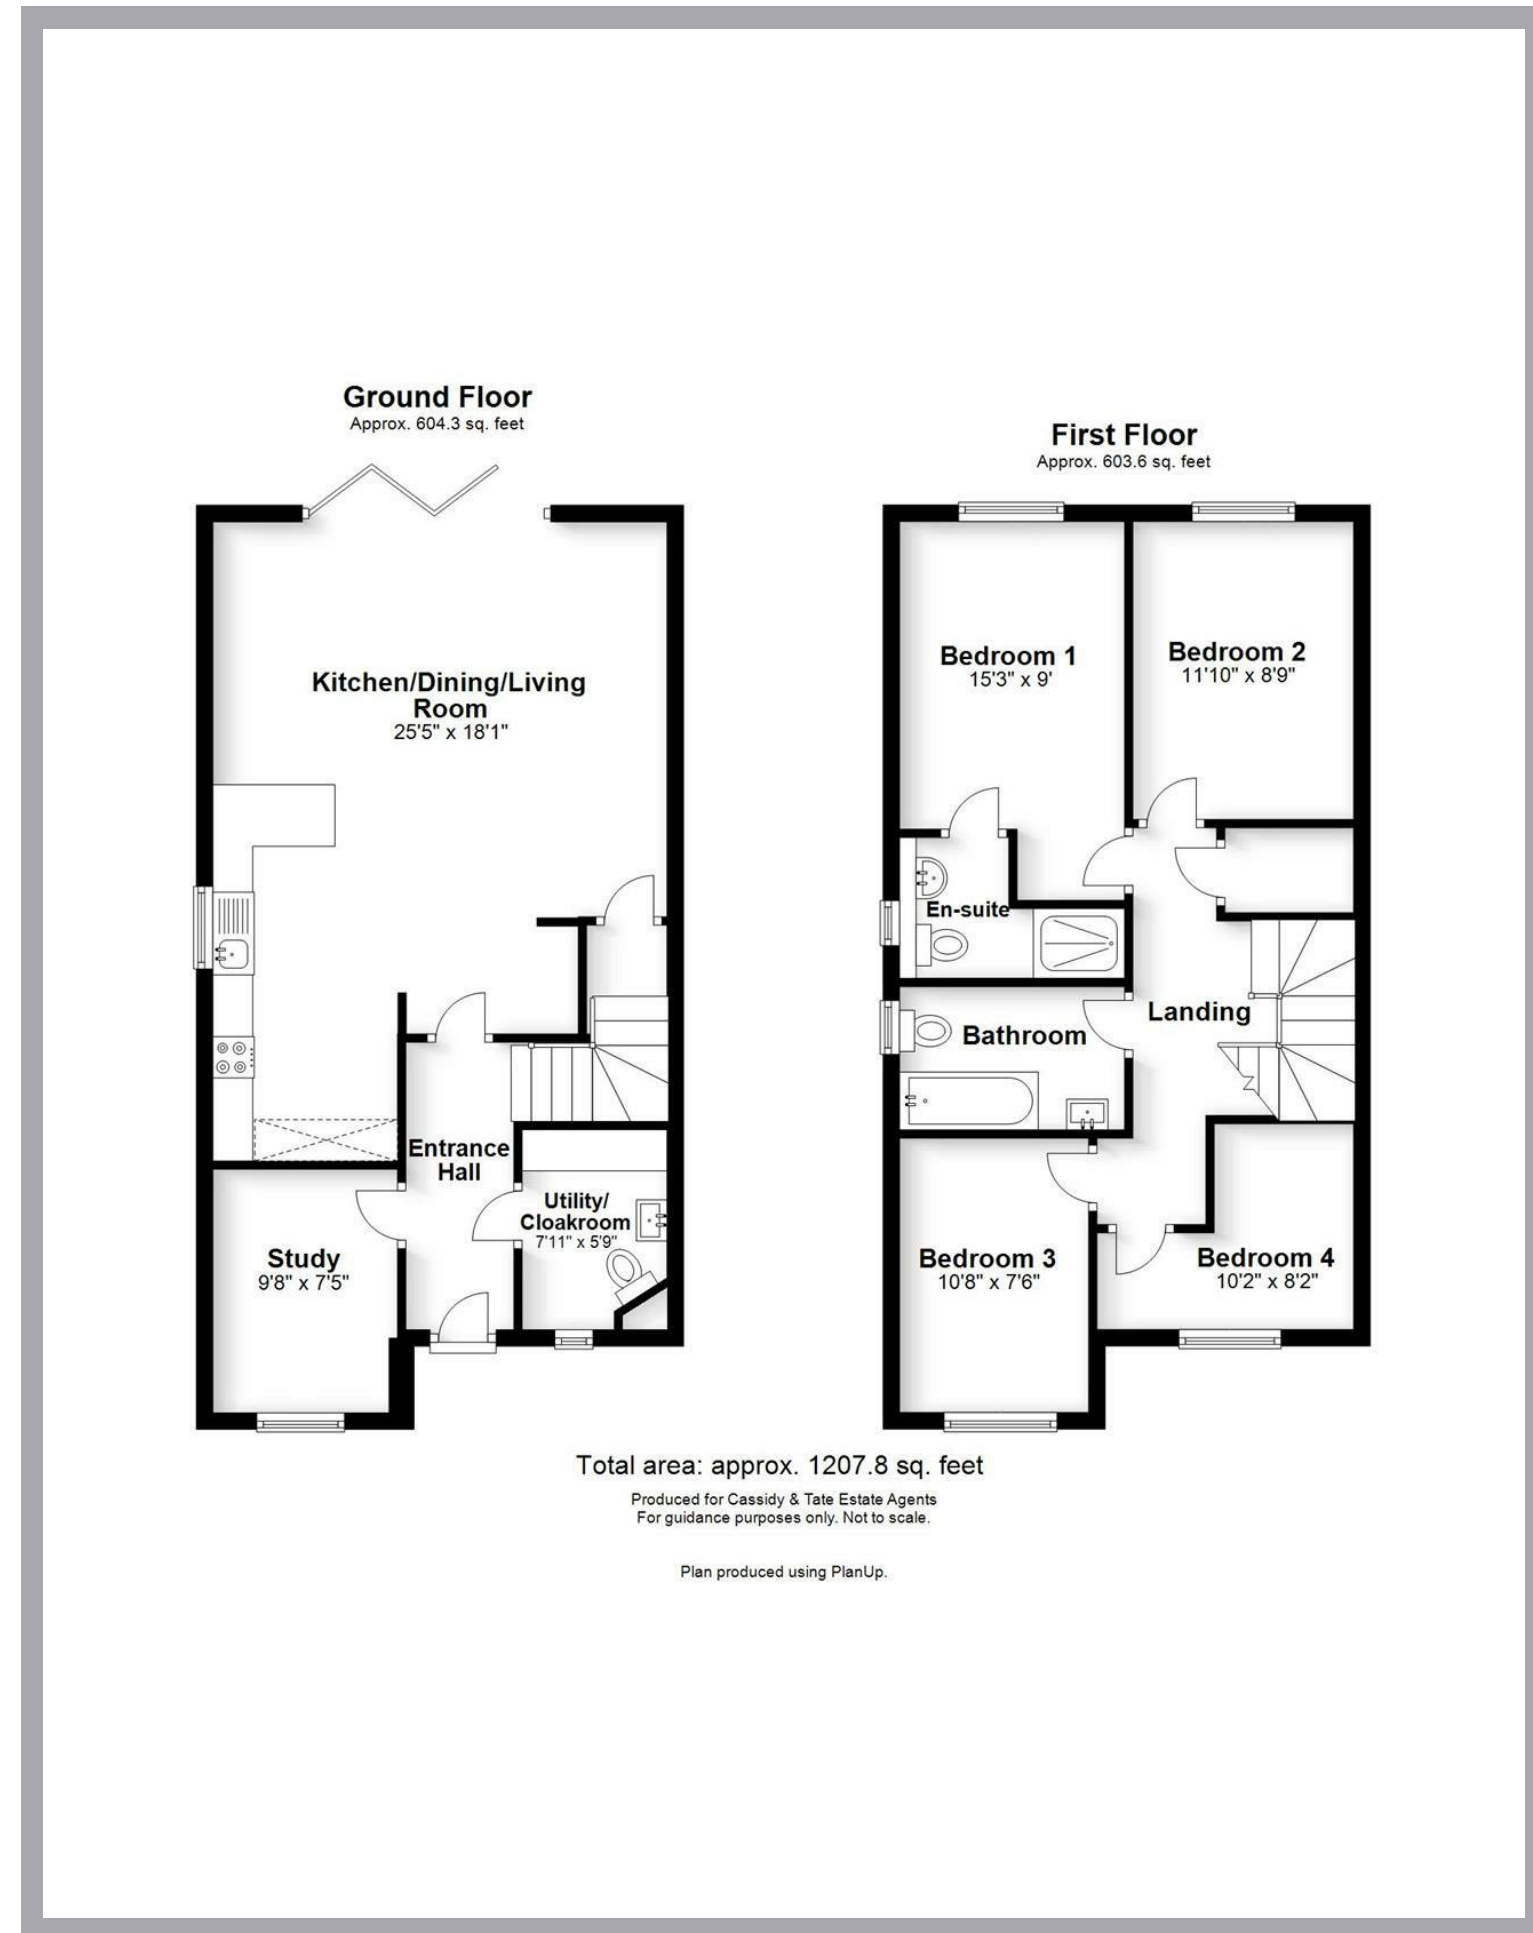 Ground Floor
Approx. 604.3 sq. feet
Kitchen/Dining/Living
Room
25'5" x 18'1"
Entrance
Hall
Utility/
Cloakroom
7'11" x 5'9"
Study
9'8" x 7'5"
First Floor
Approx. 603.6 sq. feet
Bedroom 1
15'3" x 9'
Bedroom 2
11'10" x 8'9"
En-suite
Landing
Bathroom
Bedroom 3
10'8" x 7'6"
Bedroom 4
10'2" x 8'2"
Total area: approx. 1207.8 sq. feet
Produced for Cassidy & Tate Estate Agents
For guidance purposes only. Not to scale.
Plan produced using PlanUp.